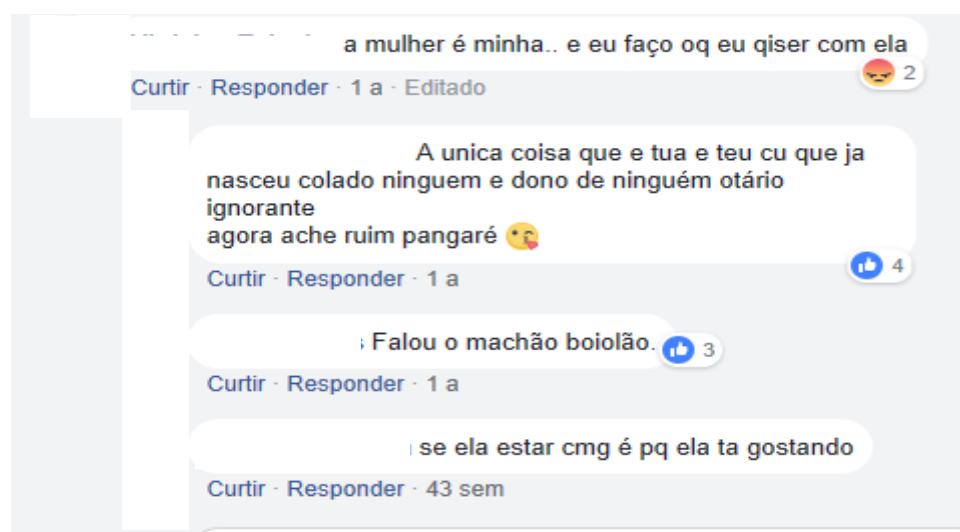 a mulher é minha.. e eu faço oq eu qiser com ela
2
Curtir · Responder · 1 a · Editado
A unica coisa que e tua e teu cu que ja
nasceu colado ninguem e dono de ninguém otário
ignorante
agora ache ruim pangaré
4
Curtir · Responder · 1 a
Falou o machão boiolão.
3
Curtir · Responder · 1 a
se ela estar cmg é pq ela ta gostando
Curtir · Responder · 43 sem